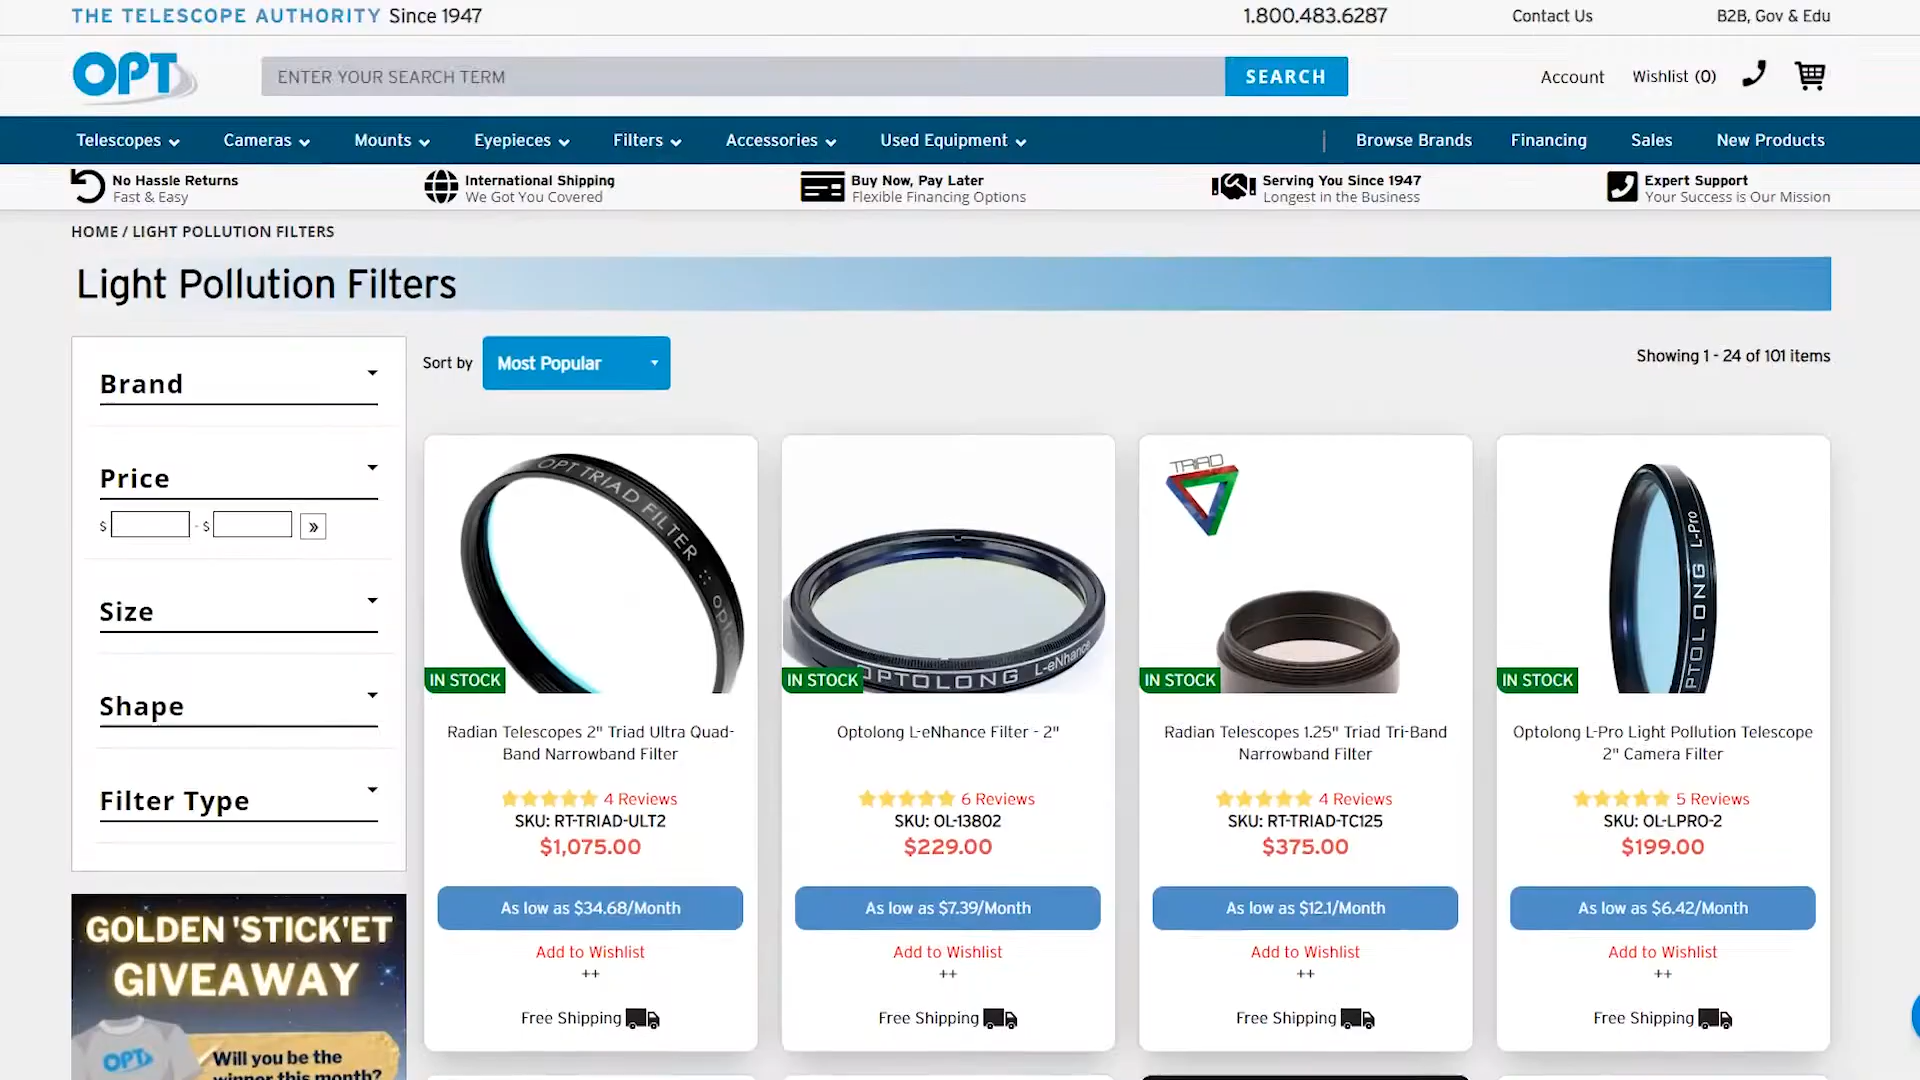 THE TELESCOPE AUTHORITY Since 1947
1.800.483.6287
Contact Us
B2B, Gov & Edu
OPT
ENTER YOUR SEARCH TERM
SEARCH
Account
Wishlist (0)
Telescopes
Cameras
Mounts
Eyepieces
Filters
Accessories
Used Equipment
|
Browse Brands
Financing
Sales
New Products
No Hassle Returns
Fast & Easy
International Shipping
We Got You Covered
Buy Now, Pay Later
Flexible Financing Options
Serving You Since 1947
Longest in the Business
Expert Support
Your Success is Our Mission
HOME / LIGHT POLLUTION FILTERS
Light Pollution Filters
Brand
Price
$ - $ »
Size
Shape
Filter Type
GOLDEN 'STICK'ET
GIVEAWAY
OPT
Will you be the
winner this month?
Sort by
Most Popular
Showing 1 - 24 of 101 items
OPT TRIAD FILTER ::
IN STOCK
Radian Telescopes 2" Triad Ultra Quad-
Band Narrowband Filter
4 Reviews
SKU: RT-TRIAD-ULT2
$1,075.00
As low as $34.68/Month
Add to Wishlist
++
Free Shipping
OPTOLONG L-eNhance
IN STOCK
Optolong L-eNhance Filter - 2"
6 Reviews
SKU: OL-13802
$229.00
As low as $7.39/Month
Add to Wishlist
++
Free Shipping
TRIAD
IN STOCK
Radian Telescopes 1.25" Triad Tri-Band
Narrowband Filter
4 Reviews
SKU: RT-TRIAD-TC125
$375.00
As low as $12.1/Month
Add to Wishlist
++
Free Shipping
PTOLONG L-Pro
IN STOCK
Optolong L-Pro Light Pollution Telescope
2" Camera Filter
5 Reviews
SKU: OL-LPRO-2
$199.00
As low as $6.42/Month
Add to Wishlist
++
Free Shipping